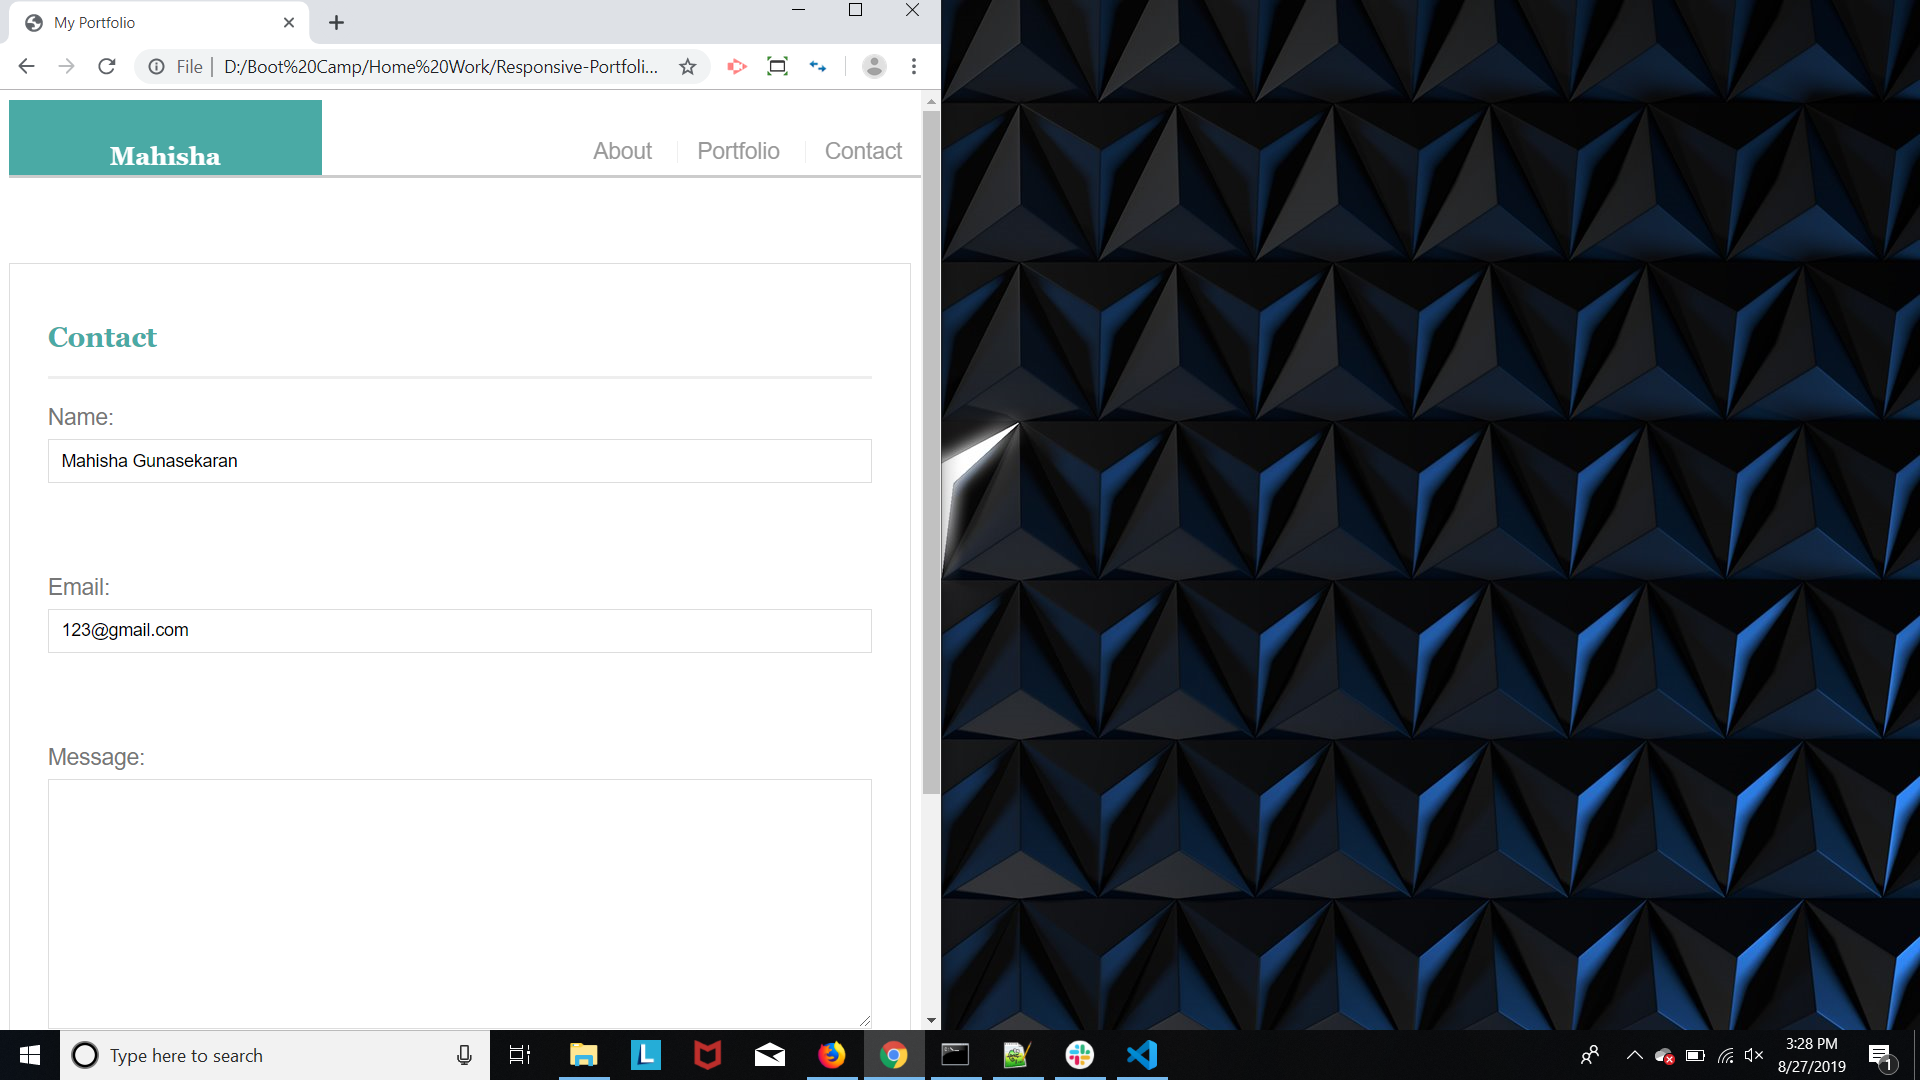 My Portfolio
File | D:/Boot%20Camp/Home%20Work/Responsive-Portfoli...
Mahisha
About
Portfolio
Contact
Contact
Name:
Mahisha Gunasekaran
Email:
123@gmail.com
Message:
Type here to search
L
3:28 PM
8/27/2019
1